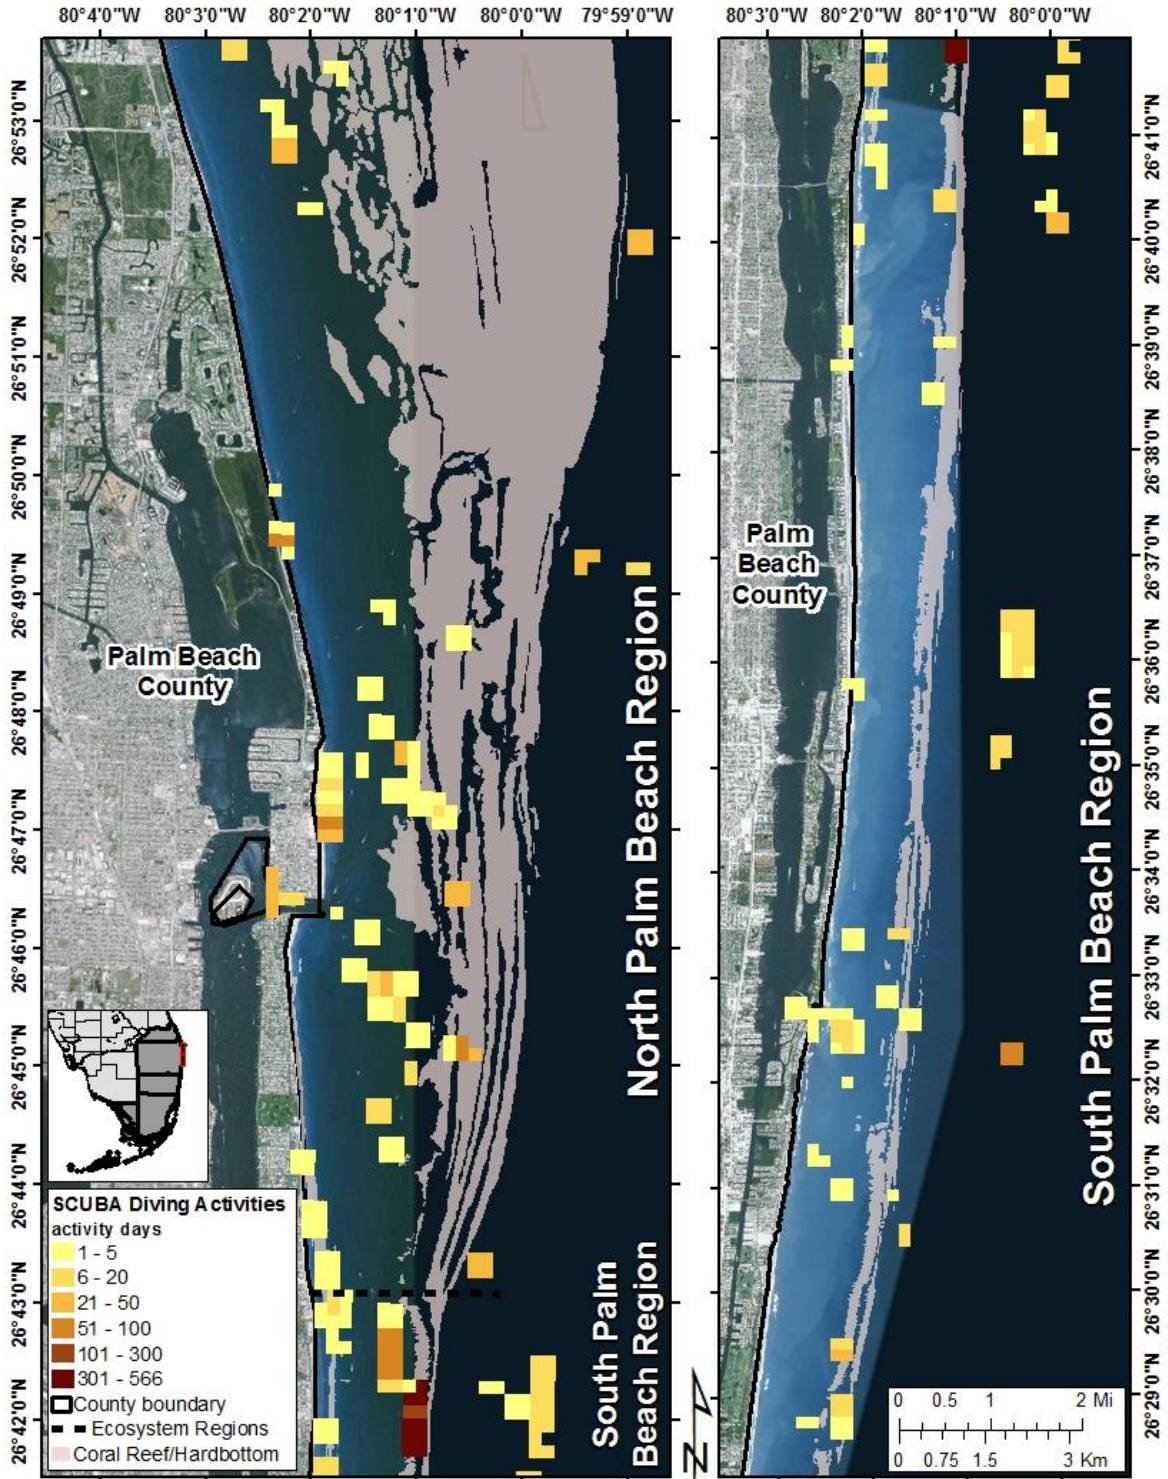 80°4'0"W 80°3'0"W 80°2'0"W 80°1'0"W 80°0'0"W 79°59'0"W
80°3'0"W 80°2'0"W 80°1'0"W 80°0'0"W
26°53'0"N
26°52'0"N
26°51'0"N
26°50'0"N
26°49'0"N
26°48'0"N
26°47'0"N
26°46'0"N
26°45'0"N
26°44'0"N
26°43'0"N
26°42'0"N
Palm Beach
County
North Palm Beach Region
South Palm
Beach Region
SCUBA Diving Activities
activity days
1 - 5
6 - 20
21 - 50
51 - 100
101 - 300
301 - 566
County boundary
Ecosystem Regions
Coral Reef/Hardbottom
N
Palm
Beach
County
South Palm Beach Region
26°41'0"N
26°40'0"N
26°39'0"N
26°38'0"N
26°37'0"N
26°36'0"N
26°35'0"N
26°34'0"N
26°33'0"N
26°32'0"N
26°31'0"N
26°30'0"N
26°29'0"N
0 0.5 1 2 Mi
0 0.75 1.5 3 Km